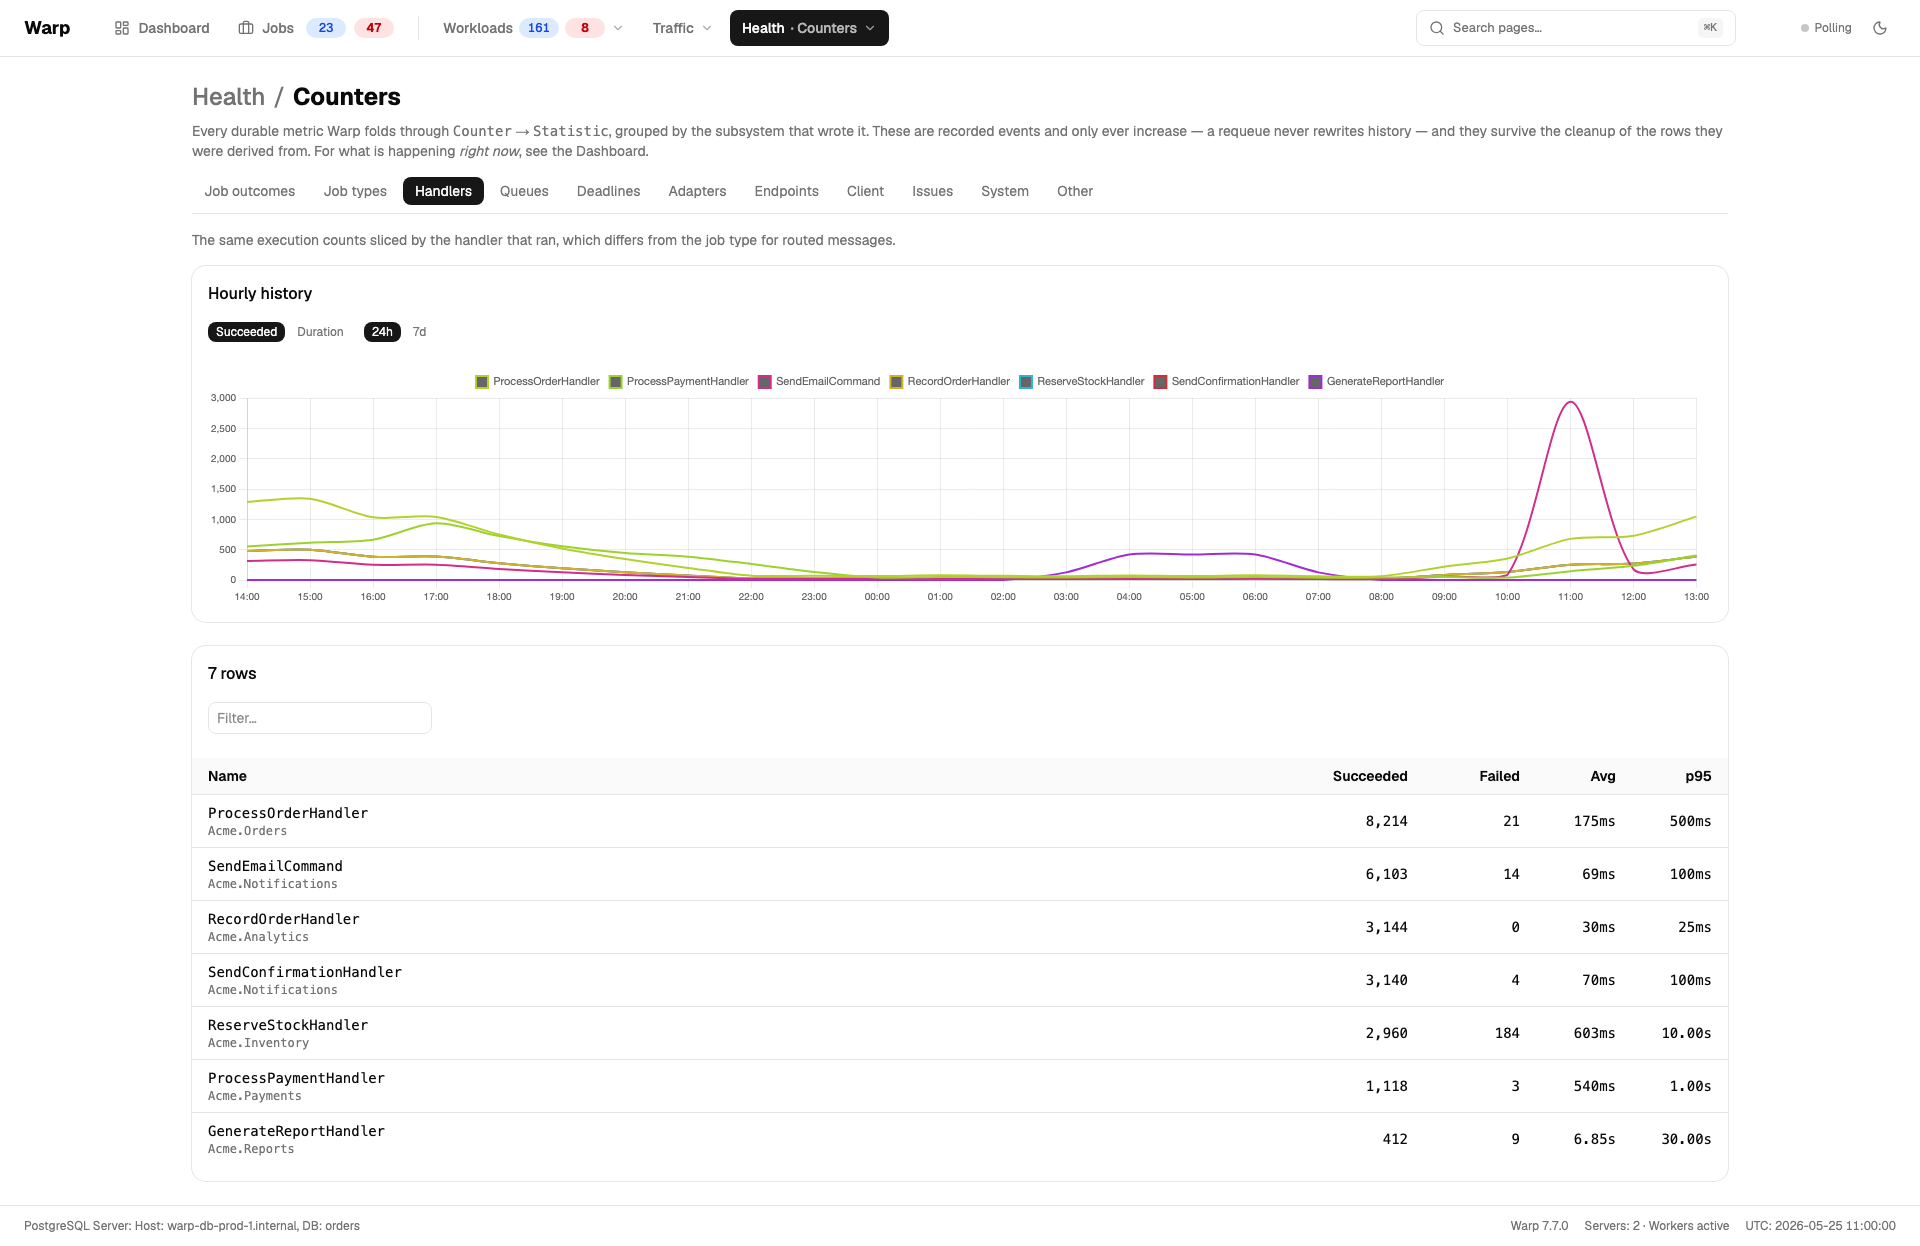 Warp
Dashboard
Jobs 23 47
Workloads 161 8
Traffic
Health · Counters
Search pages... ⌘K
Polling
Health / Counters
Every durable metric Warp folds through Counter → Statistic, grouped by the subsystem that wrote it. These are recorded events and only ever increase — a requeue never rewrites history — and they survive the cleanup of the rows they
were derived from. For what is happening right now, see the Dashboard.
Job outcomes Job types Handlers Queues Deadlines Adapters Endpoints Client Issues System Other
The same execution counts sliced by the handler that ran, which differs from the job type for routed messages.
Hourly history
Succeeded Duration 24h 7d
ProcessOrderHandler ProcessPaymentHandler SendEmailCommand RecordOrderHandler ReserveStockHandler SendConfirmationHandler GenerateReportHandler
3,000
2,500
2,000
1,500
1,000
500
0
14:00 15:00 16:00 17:00 18:00 19:00 20:00 21:00 22:00 23:00 00:00 01:00 02:00 03:00 04:00 05:00 06:00 07:00 08:00 09:00 10:00 11:00 12:00 13:00
7 rows
Filter...
Name Succeeded Failed Avg p95
ProcessOrderHandler 8,214 21 175ms 500ms
Acme.Orders
SendEmailCommand 6,103 14 69ms 100ms
Acme.Notifications
RecordOrderHandler 3,144 0 30ms 25ms
Acme.Analytics
SendConfirmationHandler 3,140 4 70ms 100ms
Acme.Notifications
ReserveStockHandler 2,960 184 603ms 10.00s
Acme.Inventory
ProcessPaymentHandler 1,118 3 540ms 1.00s
Acme.Payments
GenerateReportHandler 412 9 6.85s 30.00s
Acme.Reports
PostgreSQL Server: Host: warp-db-prod-1.internal, DB: orders
Warp 7.7.0 Servers: 2 · Workers active UTC: 2026-05-25 11:00:00